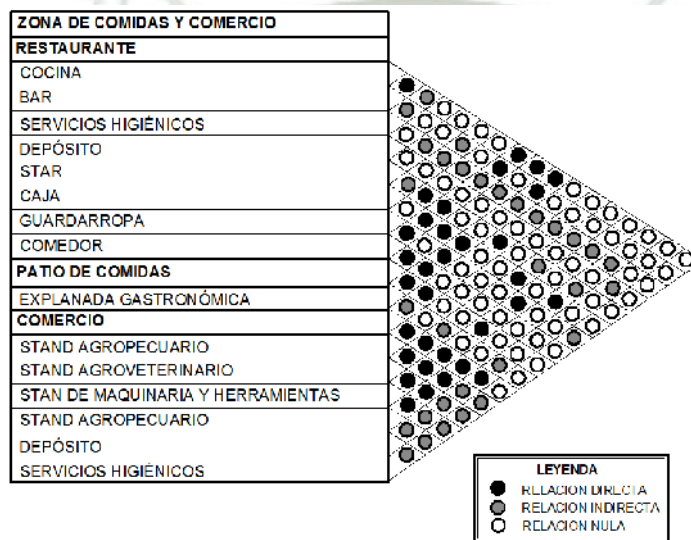 ZONA DE COMIDAS Y COMERCIO
RESTAURANTE
COCINA
BAR
SERVICIOS HIGIÉNICOS
DEPÓSITO
STAR
CAJA
GUARDARROPA
COMEDOR
PATIO DE COMIDAS
EXPLANADA GASTRONÓMICA
COMERCIO
STAND AGROPECUARIO
STAND AGROVETERINARIO
STAN DE MAQUINARIA Y HERRAMIENTAS
STAND AGROPECUARIO
DEPÓSITO
SERVICIOS HIGIÉNICOS
LEYENDA
RELACION DIRECTA
RELACION INDIRECTA
RELACION NULA